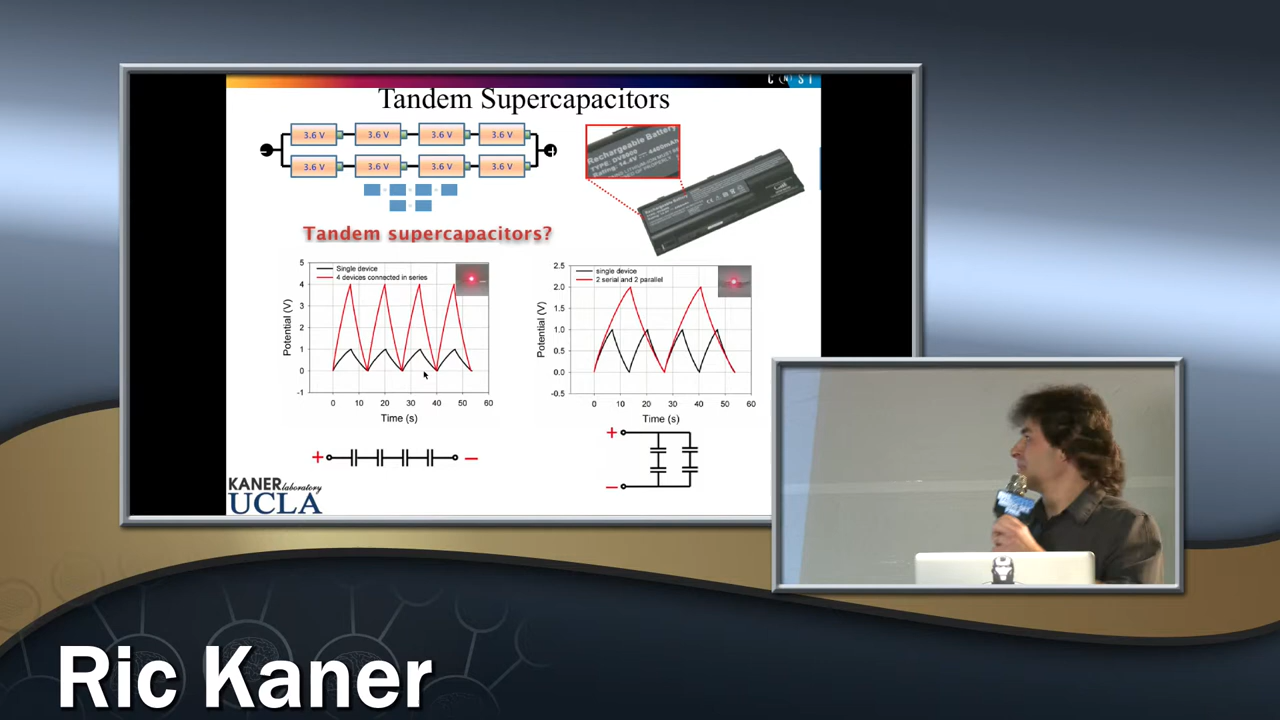 C N S I
Tandem Supercapacitors
3.6 V 3.6 V 3.6 V 3.6 V
3.6 V 3.6 V 3.6 V 3.6 V
− +
Rechargeable Battery
Rating: 14.4V 4400mAh
Tandem supercapacitors?
Single device
4 devices connected in series
Potential (V)
5
4
3
2
1
0
-1
0 10 20 30 40 50 60
Time (s)
single device
2 serial and 2 parallel
Potential (V)
2.5
2.0
1.5
1.0
0.5
0.0
-0.5
0 10 20 30 40 50 60
Time (s)
+ −
+
−
KANER laboratory
UCLA
Ric Kaner